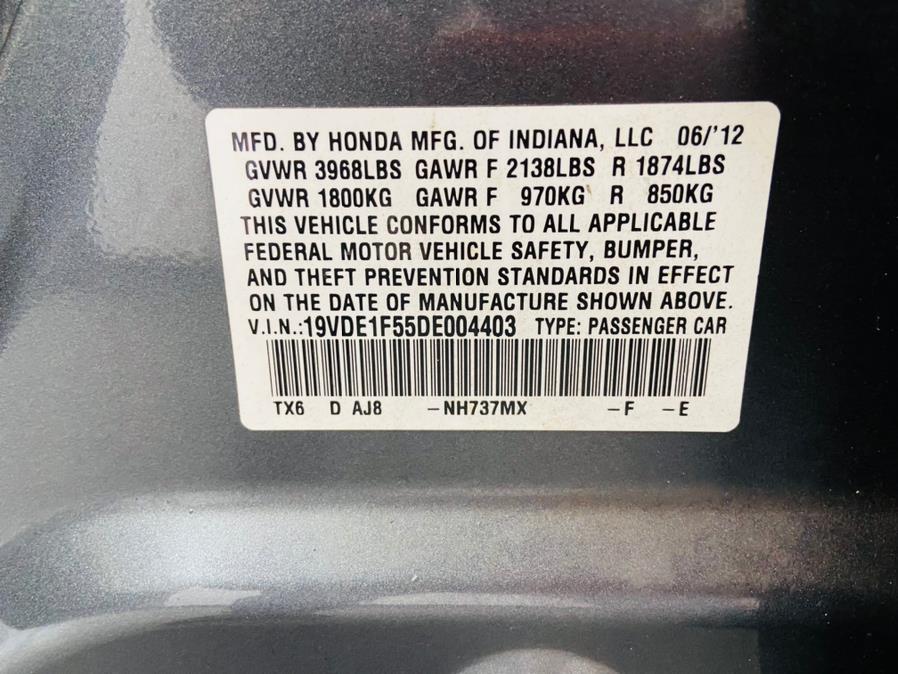 MFD. BY HONDA MFG. OF INDIANA, LLC 06/'12
GVWR 3968LBS GAWR F 2138LBS R 1874LBS
GVWR 1800KG GAWR F 970KG R 850KG
THIS VEHICLE CONFORMS TO ALL APPLICABLE
FEDERAL MOTOR VEHICLE SAFETY, BUMPER,
AND THEFT PREVENTION STANDARDS IN EFFECT
ON THE DATE OF MANUFACTURE SHOWN ABOVE.
V.I.N.:19VDE1F55DE004403 TYPE: PASSENGER CAR
TX6 D AJ8 -NH737MX -F -E